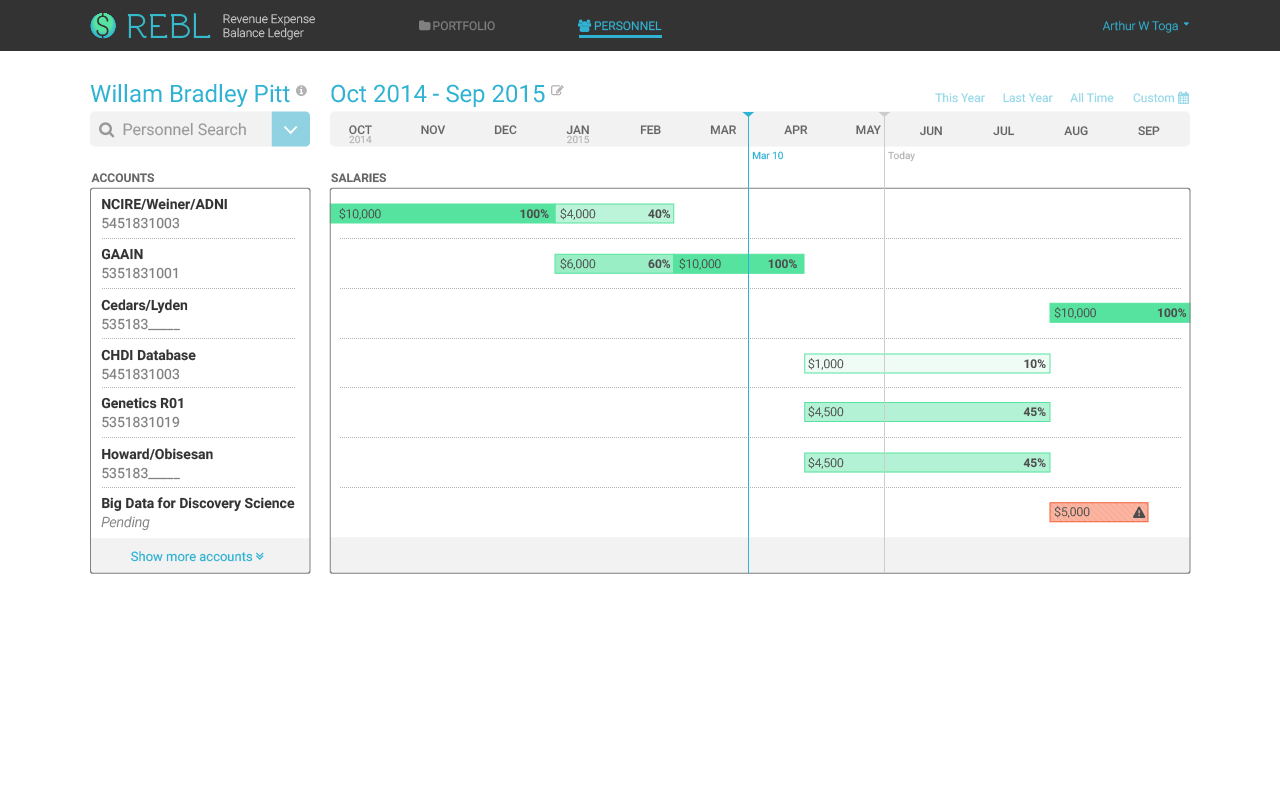 REBL
Revenue Expense
Balance Ledger
PORTFOLIO
PERSONNEL
Arthur W Toga
Willam Bradley Pitt
Oct 2014 - Sep 2015
This Year
Last Year
All Time
Custom
Personnel Search
OCT NOV DEC JAN FEB MAR APR MAY JUN JUL AUG SEP
2014 2015
Mar 10
Today
ACCOUNTS
SALARIES
NCIRE/Weiner/ADNI
5451831003
$10,000 100% $4,000 40%
GAAIN
5351831001
$6,000 60% $10,000 100%
Cedars/Lyden
535183_____
$10,000 100%
CHDI Database
5451831003
$1,000 10%
Genetics R01
5351831019
$4,500 45%
Howard/Obisesan
535183_____
$4,500 45%
Big Data for Discovery Science
Pending
$5,000
Show more accounts